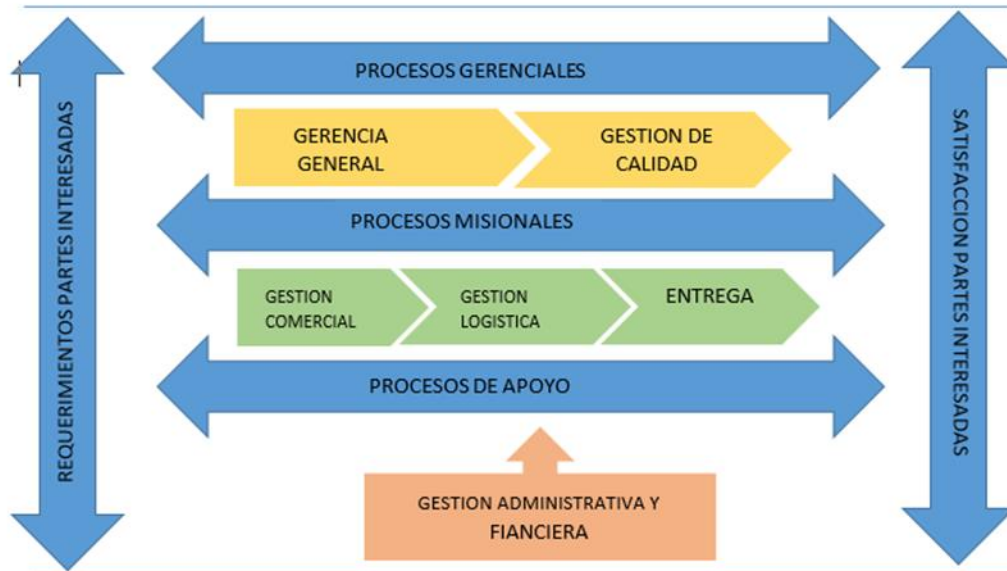 PROCESOS GERENCIALES
GERENCIA
GENERAL
GESTION DE
CALIDAD
PROCESOS MISIONALES
GESTION
COMERCIAL
GESTION
LOGISTICA
ENTREGA
PROCESOS DE APOYO
GESTION ADMINISTRATIVA Y
FIANCIERA
REQUERIMIENTOS PARTES INTERESADAS
SATISFACCION PARTES INTERESADAS